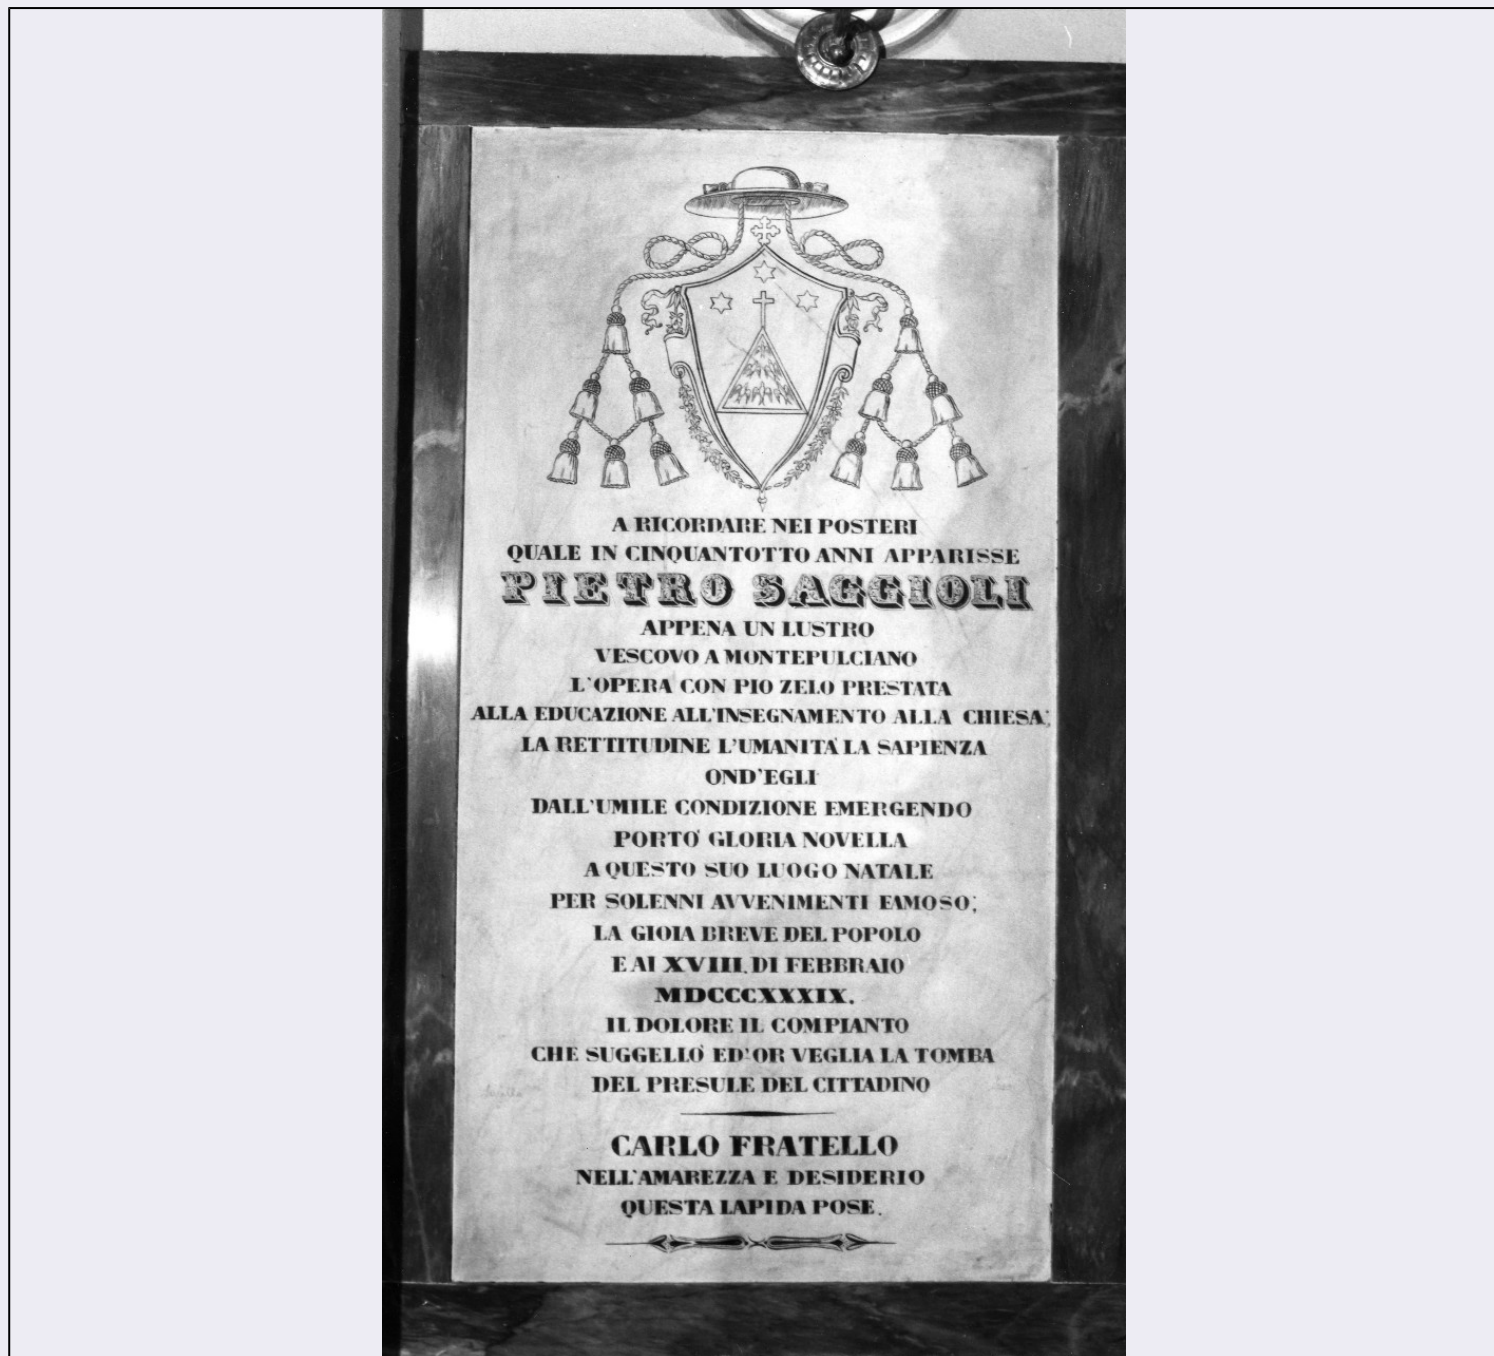 A RICORDARE NEI POSTERI
QUALE IN CINQUANTOTTO ANNI APPARISSE
PIETRO SAGGIOLI
APPENA UN LUSTRO
VESCOVO A MONTEPULCIANO
L'OPERA CON PIO ZELO PRESTATA
ALLA EDUCAZIONE ALL'INSEGNAMENTO ALLA CHIESA;
LA RETTITUDINE L'UMANITA' LA SAPIENZA
OND'EGLI
DALL'UMILE CONDIZIONE EMERGENDO
PORTO' GLORIA NOVELLA
A QUESTO SUO LUOGO NATALE
PER SOLENNI AVVENIMENTI FAMOSO;
LA GIOIA BREVE DEL POPOLO
E AI XVIII. DI FEBBRAIO
MDCCCXXXIX.
IL DOLORE IL COMPIANTO
CHE SUGGELLO' ED' OR VEGLIA LA TOMBA
DEL PRESULE DEL CITTADINO
CARLO FRATELLO
NELL'AMAREZZA E DESIDERIO
QUESTA LAPIDA POSE.